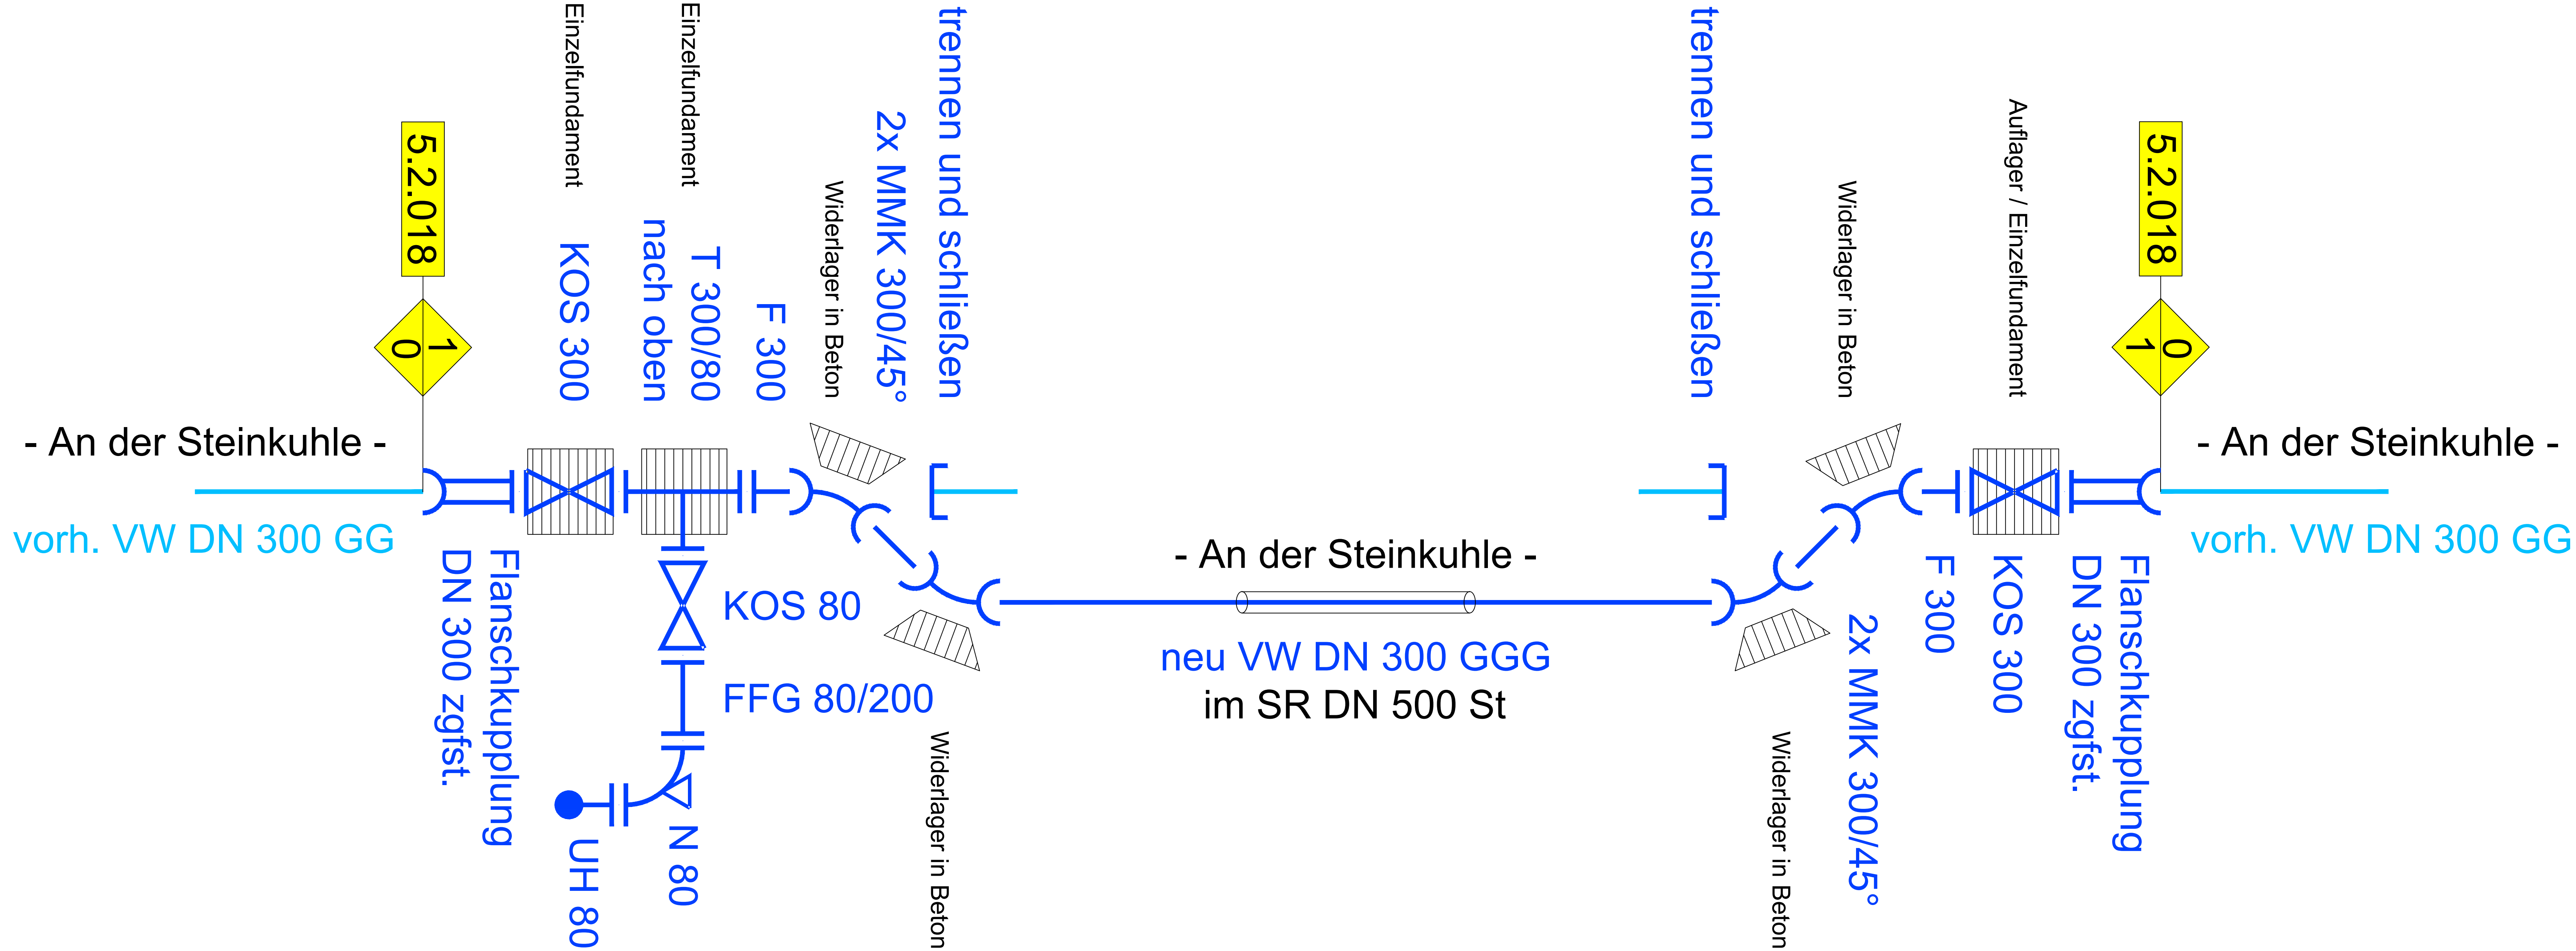 Einzelfundament
Einzelfundament
trennen und schließen
trennen und schließen
5.2.018
1
0
KOS 300
T 300/80
nach oben
F 300
Widerlager in Beton
2x MMK 300/45°
Widerlager in Beton
Auflager / Einzelfundament
5.2.018
0
1
- An der Steinkuhle -
- An der Steinkuhle -
vorh. VW DN 300 GG
vorh. VW DN 300 GG
Flanschkupplung
DN 300 zgfst.
KOS 80
FFG 80/200
N 80
UH 80
Widerlager in Beton
- An der Steinkuhle -
neu VW DN 300 GGG
im SR DN 500 St
Widerlager in Beton
2x MMK 300/45°
F 300
KOS 300
Flanschkupplung
DN 300 zgfst.